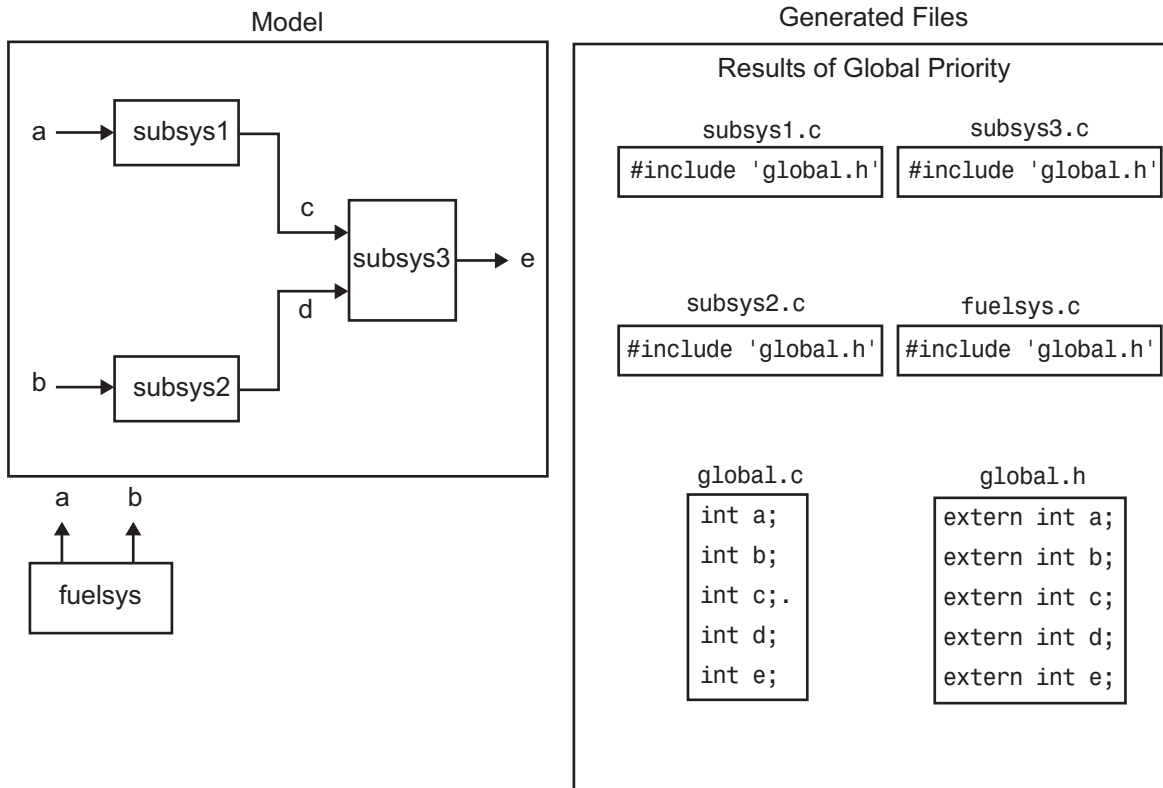 Model
a
subsys1
c
subsys3
e
d
b
subsys2
a b
fuelsys
Generated Files
Results of Global Priority
subsys1.c
#include 'global.h'
subsys3.c
#include 'global.h'
subsys2.c
#include 'global.h'
fuelsys.c
#include 'global.h'
global.c
int a;
int b;
int c;.
int d;
int e;
global.h
extern int a;
extern int b;
extern int c;
extern int d;
extern int e;